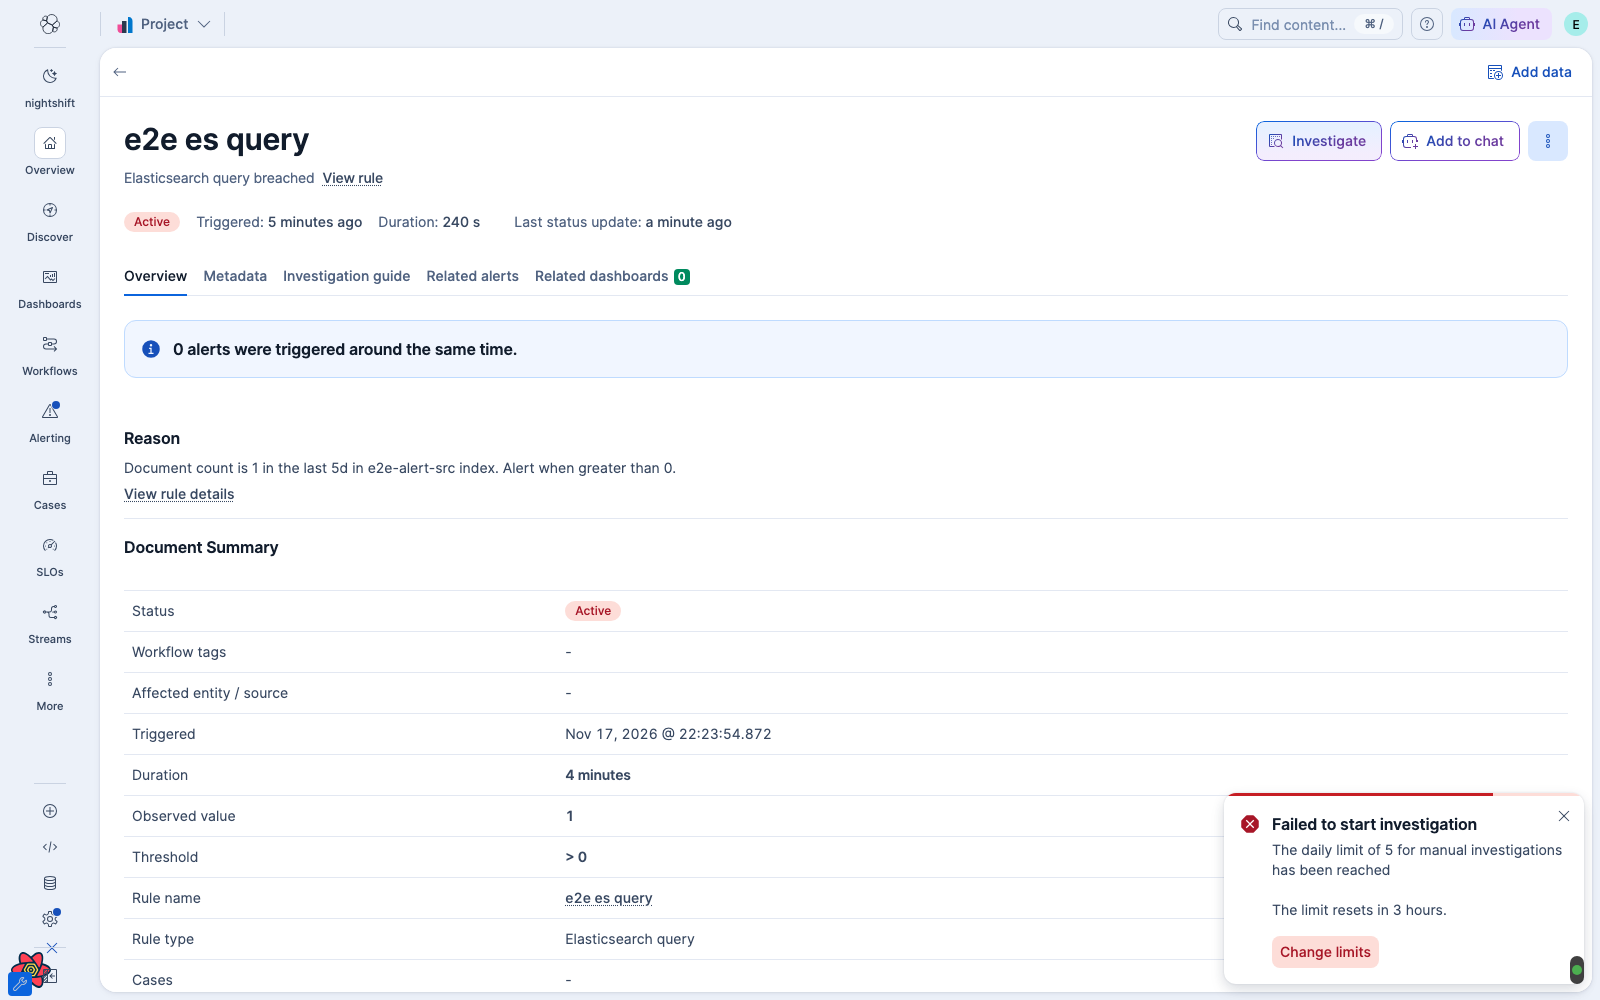 Project
Find content...
⌘ /
AI Agent
E
nightshift
Overview
Discover
Dashboards
Workflows
Alerting
Cases
SLOs
Streams
More
Add data
e2e es query
Investigate
Add to chat
Elasticsearch query breached View rule
Active Triggered: 5 minutes ago Duration: 240 s Last status update: a minute ago
Overview Metadata Investigation guide Related alerts Related dashboards 0
0 alerts were triggered around the same time.
Reason
Document count is 1 in the last 5d in e2e-alert-src index. Alert when greater than 0.
View rule details
Document Summary
Status Active
Workflow tags -
Affected entity / source -
Triggered Nov 17, 2026 @ 22:23:54.872
Duration 4 minutes
Observed value 1
Threshold > 0
Rule name e2e es query
Rule type Elasticsearch query
Cases -
Failed to start investigation
The daily limit of 5 for manual investigations
has been reached
The limit resets in 3 hours.
Change limits